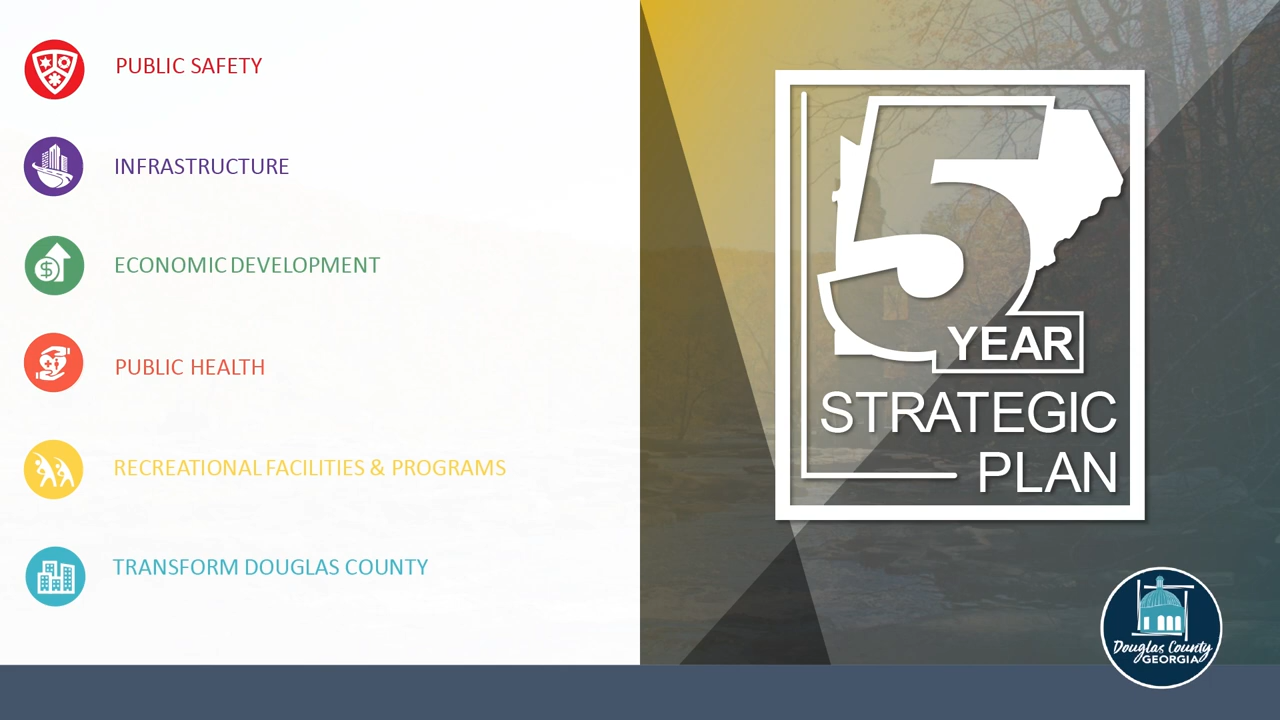 PUBLIC SAFETY
INFRASTRUCTURE
ECONOMIC DEVELOPMENT
PUBLIC HEALTH
RECREATIONAL FACILITIES & PROGRAMS
TRANSFORM DOUGLAS COUNTY
5
YEAR
STRATEGIC
PLAN
Douglas County
GEORGIA